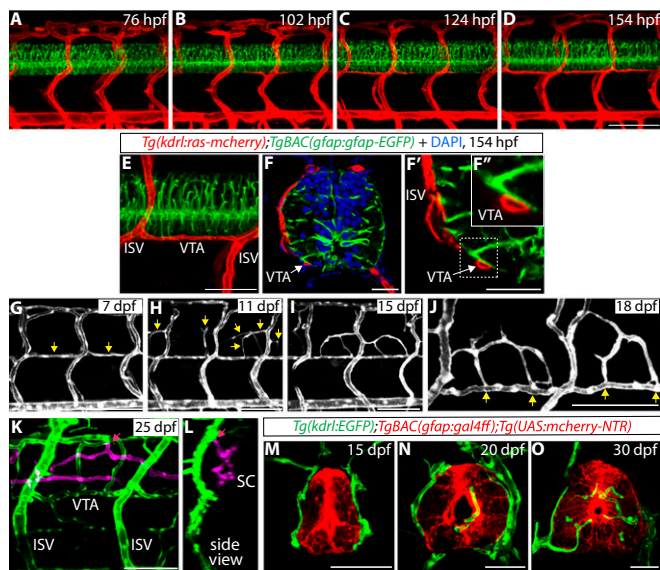 A 76 hpf B 102 hpf C 124 hpf D 154 hpf
Tg(kdrl:ras-mcherry);TgBAC(gfap:gfap-EGFP) + DAPI, 154 hpf
E F F' F''
ISV VTA
VTA ISV ISV VTA VTA
G 7 dpf H 11 dpf I 15 dpf J 18 dpf
K 25 dpf L Tg(kdrl:EGFP);TgBAC(gfap:gal4ff);Tg(UAS:mcherry-NTR)
M 15 dpf N 20 dpf O 30 dpf
SC
VTA
ISV ISV side
view